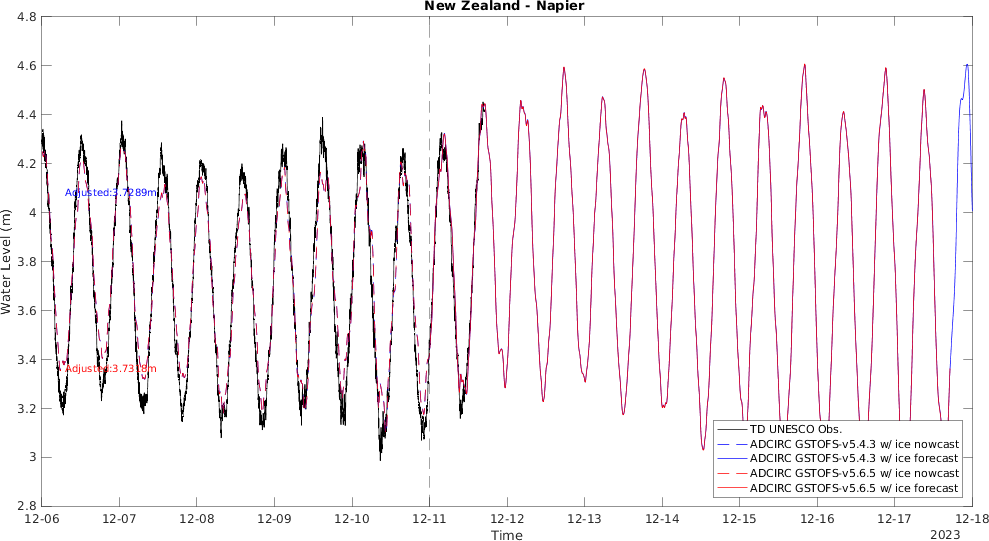 New Zealand - Napier
4.8
4.6
4.4
4.2
4
3.8
3.6
3.4
3.2
3
2.8
Water Level (m)
Adjusted:3.7289m
Adjusted:3.7318m
TD UNESCO Obs.
ADCIRC GSTOFS-v5.4.3 w/ ice nowcast
ADCIRC GSTOFS-v5.4.3 w/ ice forecast
ADCIRC GSTOFS-v5.6.5 w/ ice nowcast
ADCIRC GSTOFS-v5.6.5 w/ ice forecast
12-06 12-07 12-08 12-09 12-10 12-11 12-12 12-13 12-14 12-15 12-16 12-17 12-18
Time
2023